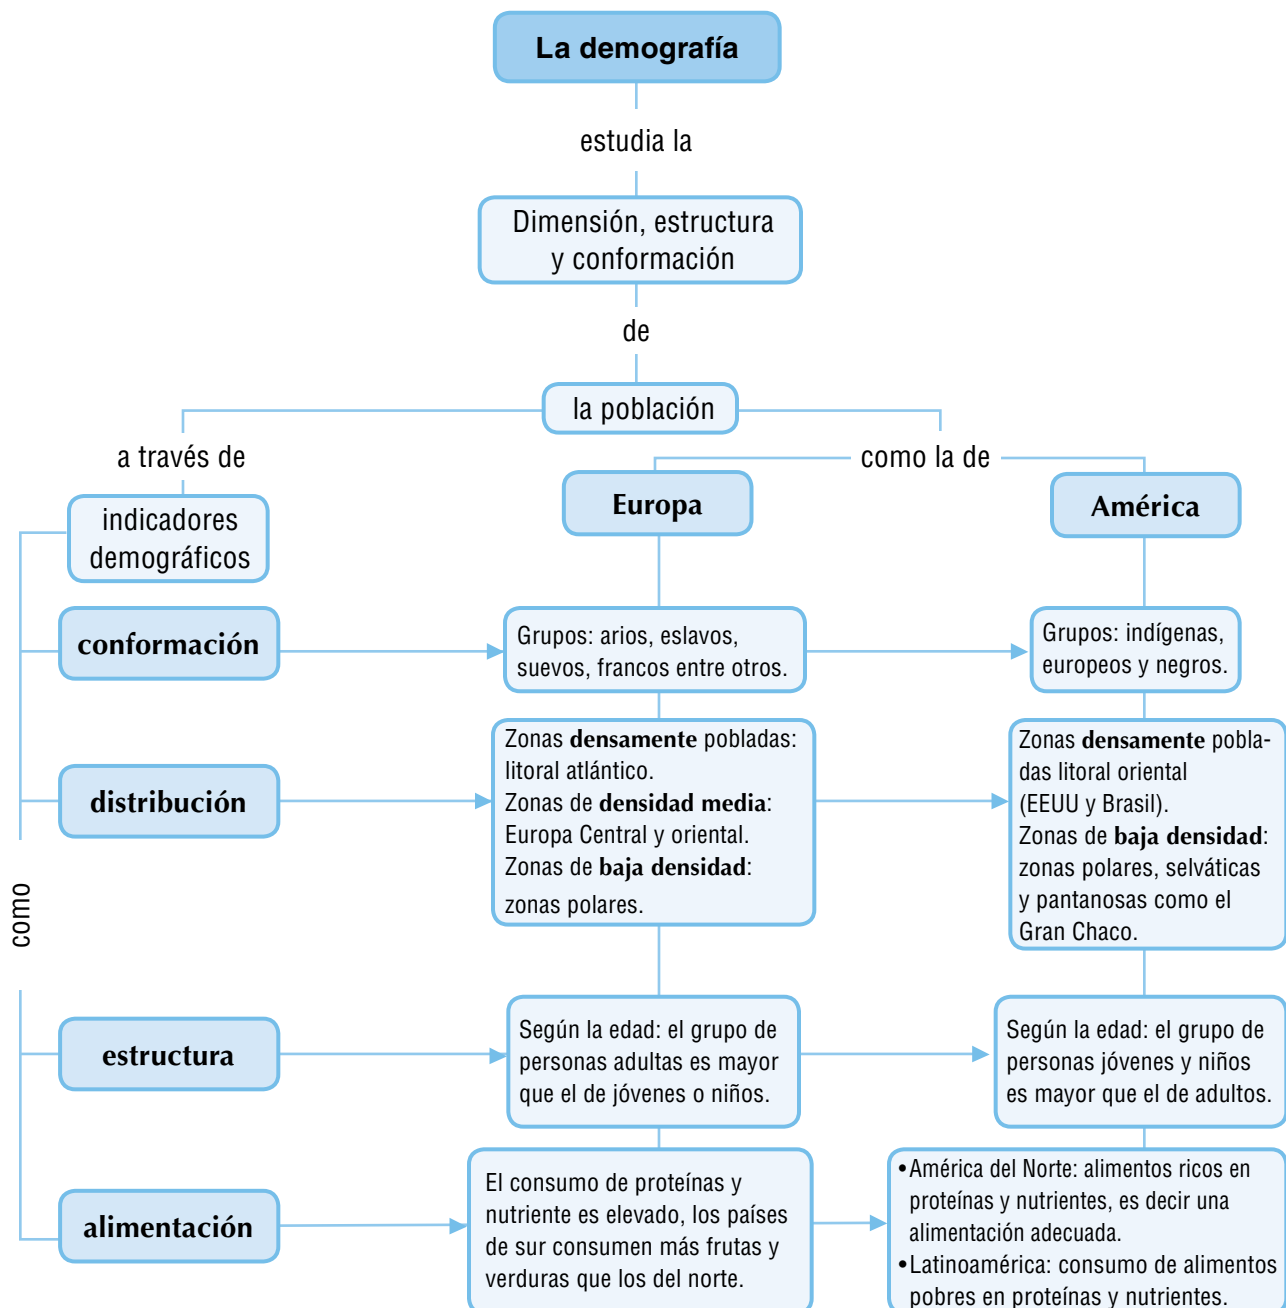 La demografía
estudia la
Dimensión, estructura
y conformación
de
la población
a través de
como la de
indicadores
demográficos
Europa
América
conformación
Grupos: arios, eslavos,
suevos, francos entre otros.
Grupos: indígenas,
europeos y negros.
distribución
Zonas densamente pobladas:
litoral atlántico.
Zonas de densidad media:
Europa Central y oriental.
Zonas de baja densidad:
zonas polares.
Zonas densamente pobla-
das litoral oriental
(EEUU y Brasil).
Zonas de baja densidad:
zonas polares, selváticas
y pantanosas como el
Gran Chaco.
como
estructura
Según la edad: el grupo de
personas adultas es mayor
que el de jóvenes o niños.
Según la edad: el grupo de
personas jóvenes y niños
es mayor que el de adultos.
alimentación
El consumo de proteínas y
nutriente es elevado, los países
de sur consumen más frutas y
verduras que los del norte.
•América del Norte: alimentos ricos en
proteínas y nutrientes, es decir una
alimentación adecuada.
•Latinoamérica: consumo de alimentos
pobres en proteínas y nutrientes.